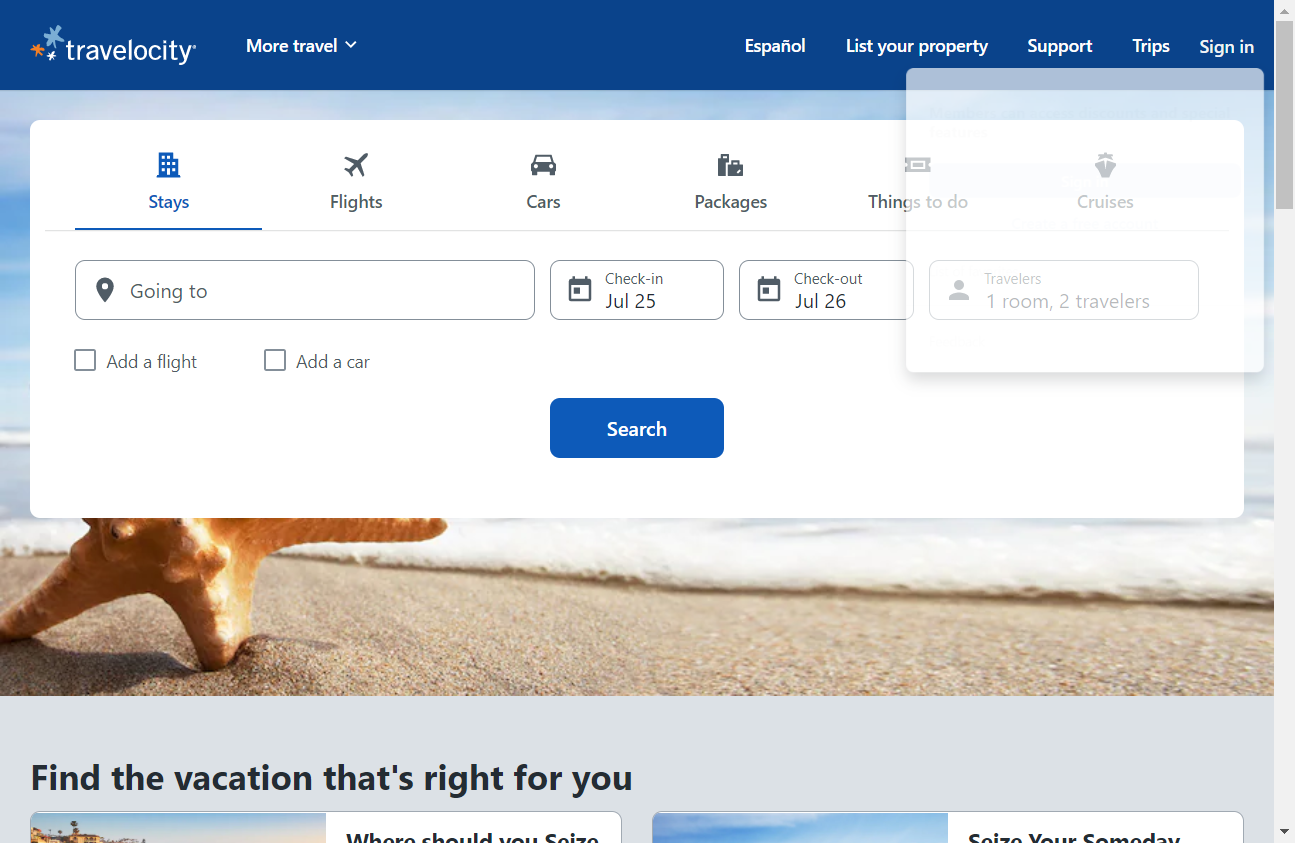 travelocity
More travel
Español
List your property
Support
Trips
Sign in
Stays
Flights
Cars
Packages
Things to do
Cruises
Going to
Check-in
Jul 25
Check-out
Jul 26
Travelers
1 room, 2 travelers
Add a flight
Add a car
Search
Find the vacation that's right for you
Where should you Seize
Seize Your Someday